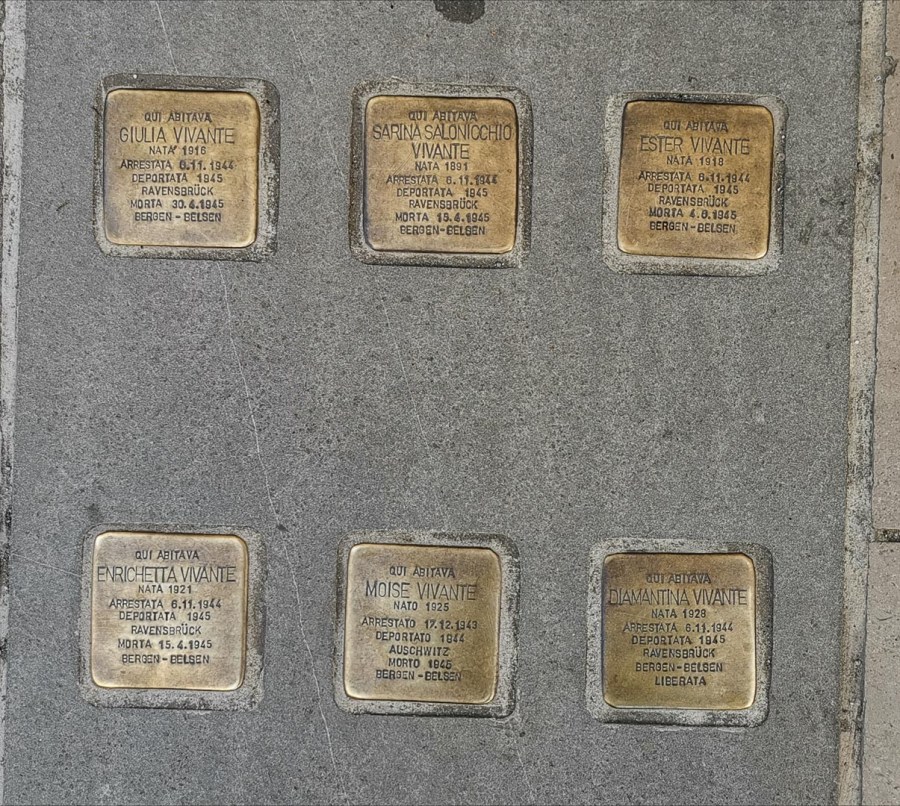 QUI ABITAVA
GIULIA VIVANTE
NATA 1916
ARRESTATA 6.11.1944
DEPORTATA 1945
RAVENSBRÜCK
MORTA 30.4.1945
BERGEN-BELSEN
QUI ABITAVA
SARINA SALONICCHIO
VIVANTE
NATA 1891
ARRESTATA 6.11.1944
DEPORTATA 1945
RAVENSBRÜCK
MORTA 15.4.1945
BERGEN-BELSEN
QUI ABITAVA
ESTER VIVANTE
NATA 1918
ARRESTATA 6.11.1944
DEPORTATA 1945
RAVENSBRÜCK
MORTA 4.6.1945
BERGEN-BELSEN
QUI ABITAVA
ENRICHETTA VIVANTE
NATA 1921
ARRESTATA 6.11.1944
DEPORTATA 1945
RAVENSBRÜCK
MORTA 15.4.1945
BERGEN-BELSEN
QUI ABITAVA
MOISE VIVANTE
NATO 1925
ARRESTATO 17.12.1943
DEPORTATO 1944
AUSCHWITZ
MORTO 1945
BERGEN-BELSEN
QUI ABITAVA
DIAMANTINA VIVANTE
NATA 1928
ARRESTATA 6.11.1944
DEPORTATA 1945
RAVENSBRÜCK
BERGEN-BELSEN
LIBERATA